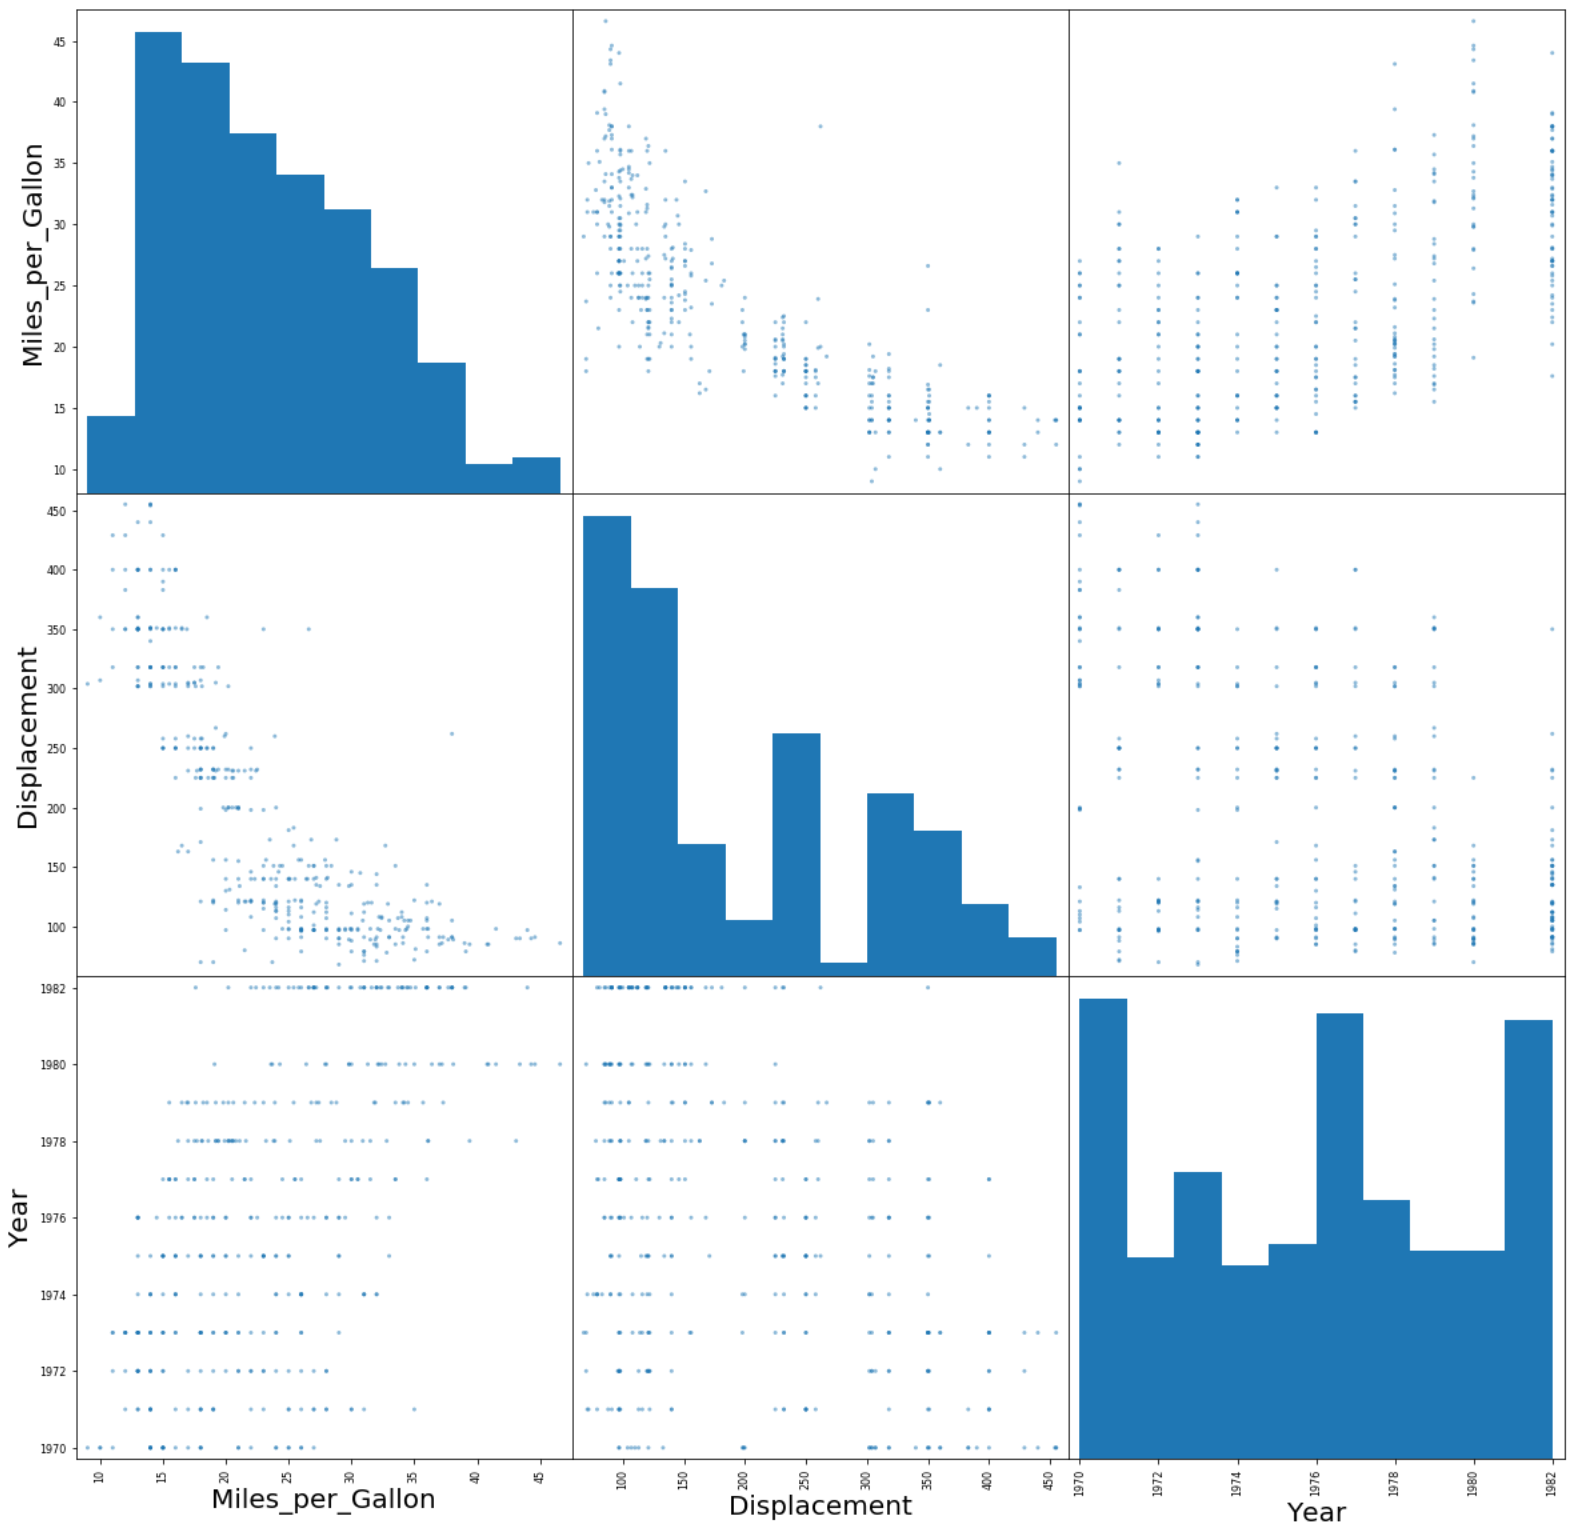 45
40
35
30
25
20
15
10
Miles_per_Gallon
450
400
350
300
250
200
150
100
Displacement
1982
1980
1978
1976
1974
1972
1970
Year
10 15 20 25 30 35 40 45
Miles_per_Gallon
100 150 200 250 300 350 400 450
Displacement
1970 1972 1974 1976 1978 1980 1982
Year